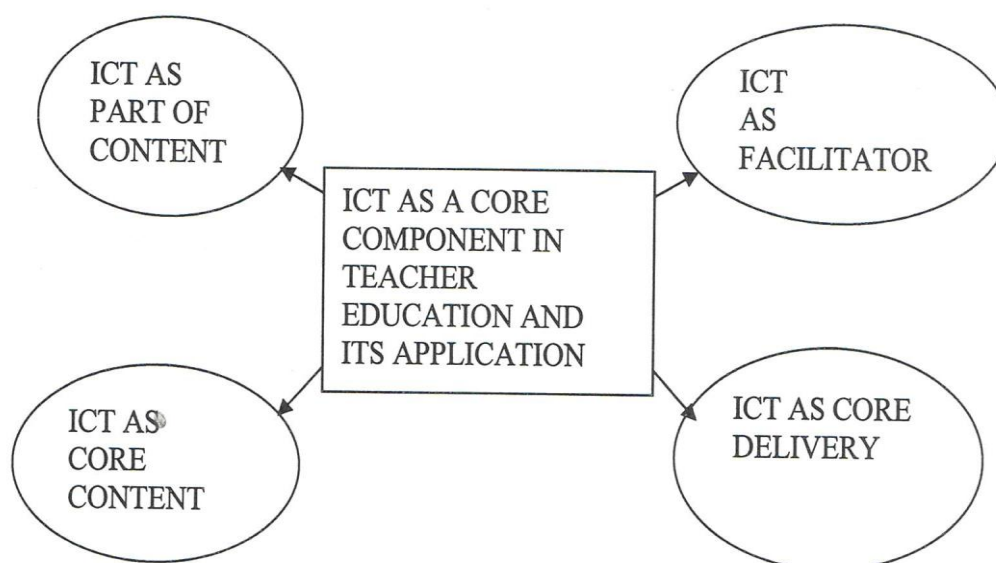 ICT AS
PART OF
CONTENT
ICT
AS
FACILITATOR
ICT AS A CORE
COMPONENT IN
TEACHER
EDUCATION AND
ITS APPLICATION
ICT AS
CORE
CONTENT
ICT AS CORE
DELIVERY